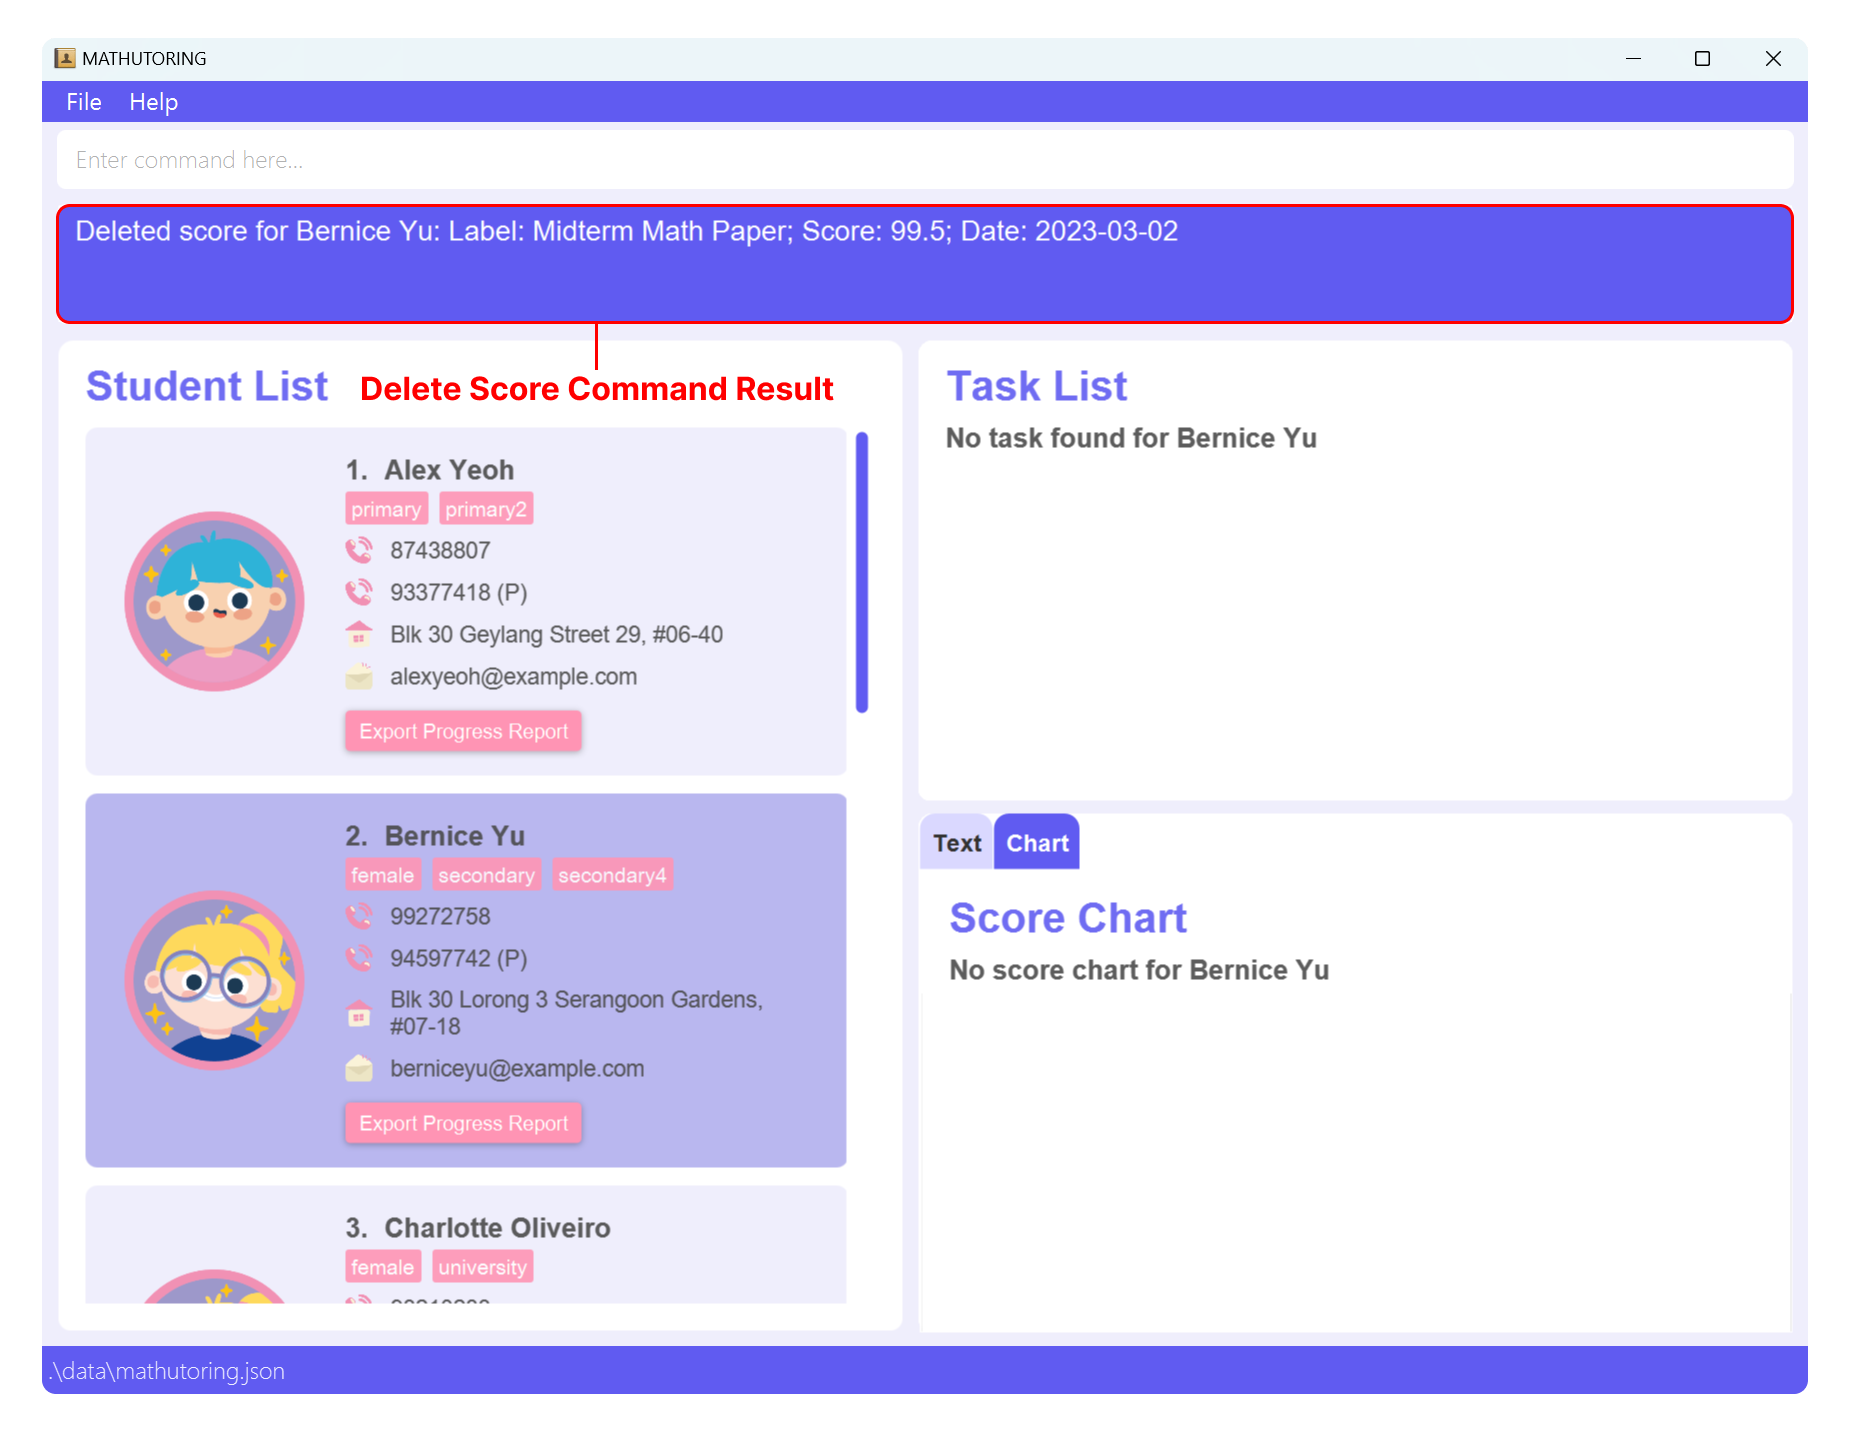 MATHUTORING
File Help
Enter command here...
Deleted score for Bernice Yu: Label: Midterm Math Paper; Score: 99.5; Date: 2023-03-02
Delete Score Command Result
Student List
1. Alex Yeoh
primary primary2
87438807
93377418 (P)
Blk 30 Geylang Street 29, #06-40
alexyeoh@example.com
Export Progress Report
2. Bernice Yu
female secondary secondary4
99272758
94597742 (P)
Blk 30 Lorong 3 Serangoon Gardens,
#07-18
berniceyu@example.com
Export Progress Report
3. Charlotte Oliveiro
female university
Task List
No task found for Bernice Yu
Text Chart
Score Chart
No score chart for Bernice Yu
.\data\mathutoring.json